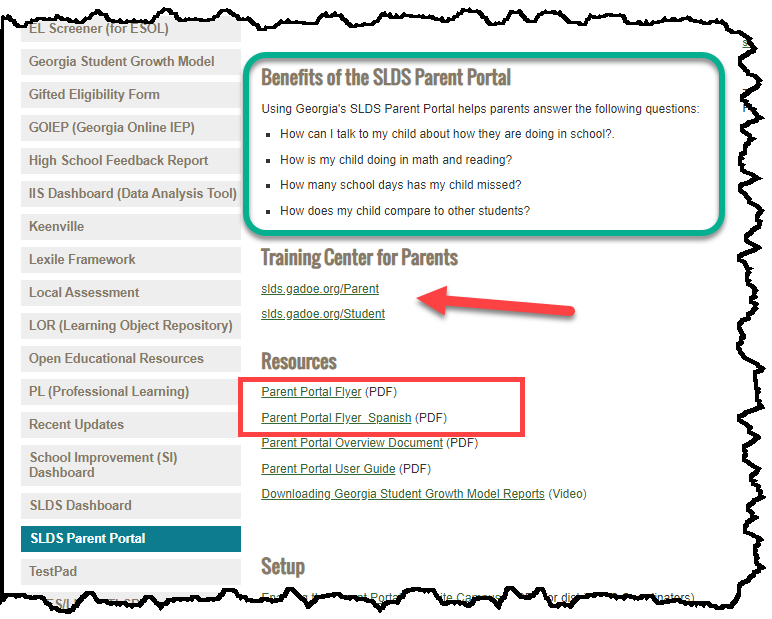 EL Screener (for ESOL)
Georgia Student Growth Model
Gifted Eligibility Form
GOIEP (Georgia Online IEP)
High School Feedback Report
IIS Dashboard (Data Analysis Tool)
Keenville
Lexile Framework
Local Assessment
LOR (Learning Object Repository)
Open Educational Resources
PL (Professional Learning)
Recent Updates
School Improvement (SI)
Dashboard
SLDS Dashboard
SLDS Parent Portal
TestPad
Benefits of the SLDS Parent Portal
Using Georgia's SLDS Parent Portal helps parents answer the following questions:
▪ How can I talk to my child about how they are doing in school?.
▪ How is my child doing in math and reading?
▪ How many school days has my child missed?
▪ How does my child compare to other students?
Training Center for Parents
slds.gadoe.org/Parent
slds.gadoe.org/Student
Resources
Parent Portal Flyer (PDF)
Parent Portal Flyer_Spanish (PDF)
Parent Portal Overview Document (PDF)
Parent Portal User Guide (PDF)
Downloading Georgia Student Growth Model Reports (Video)
Setup